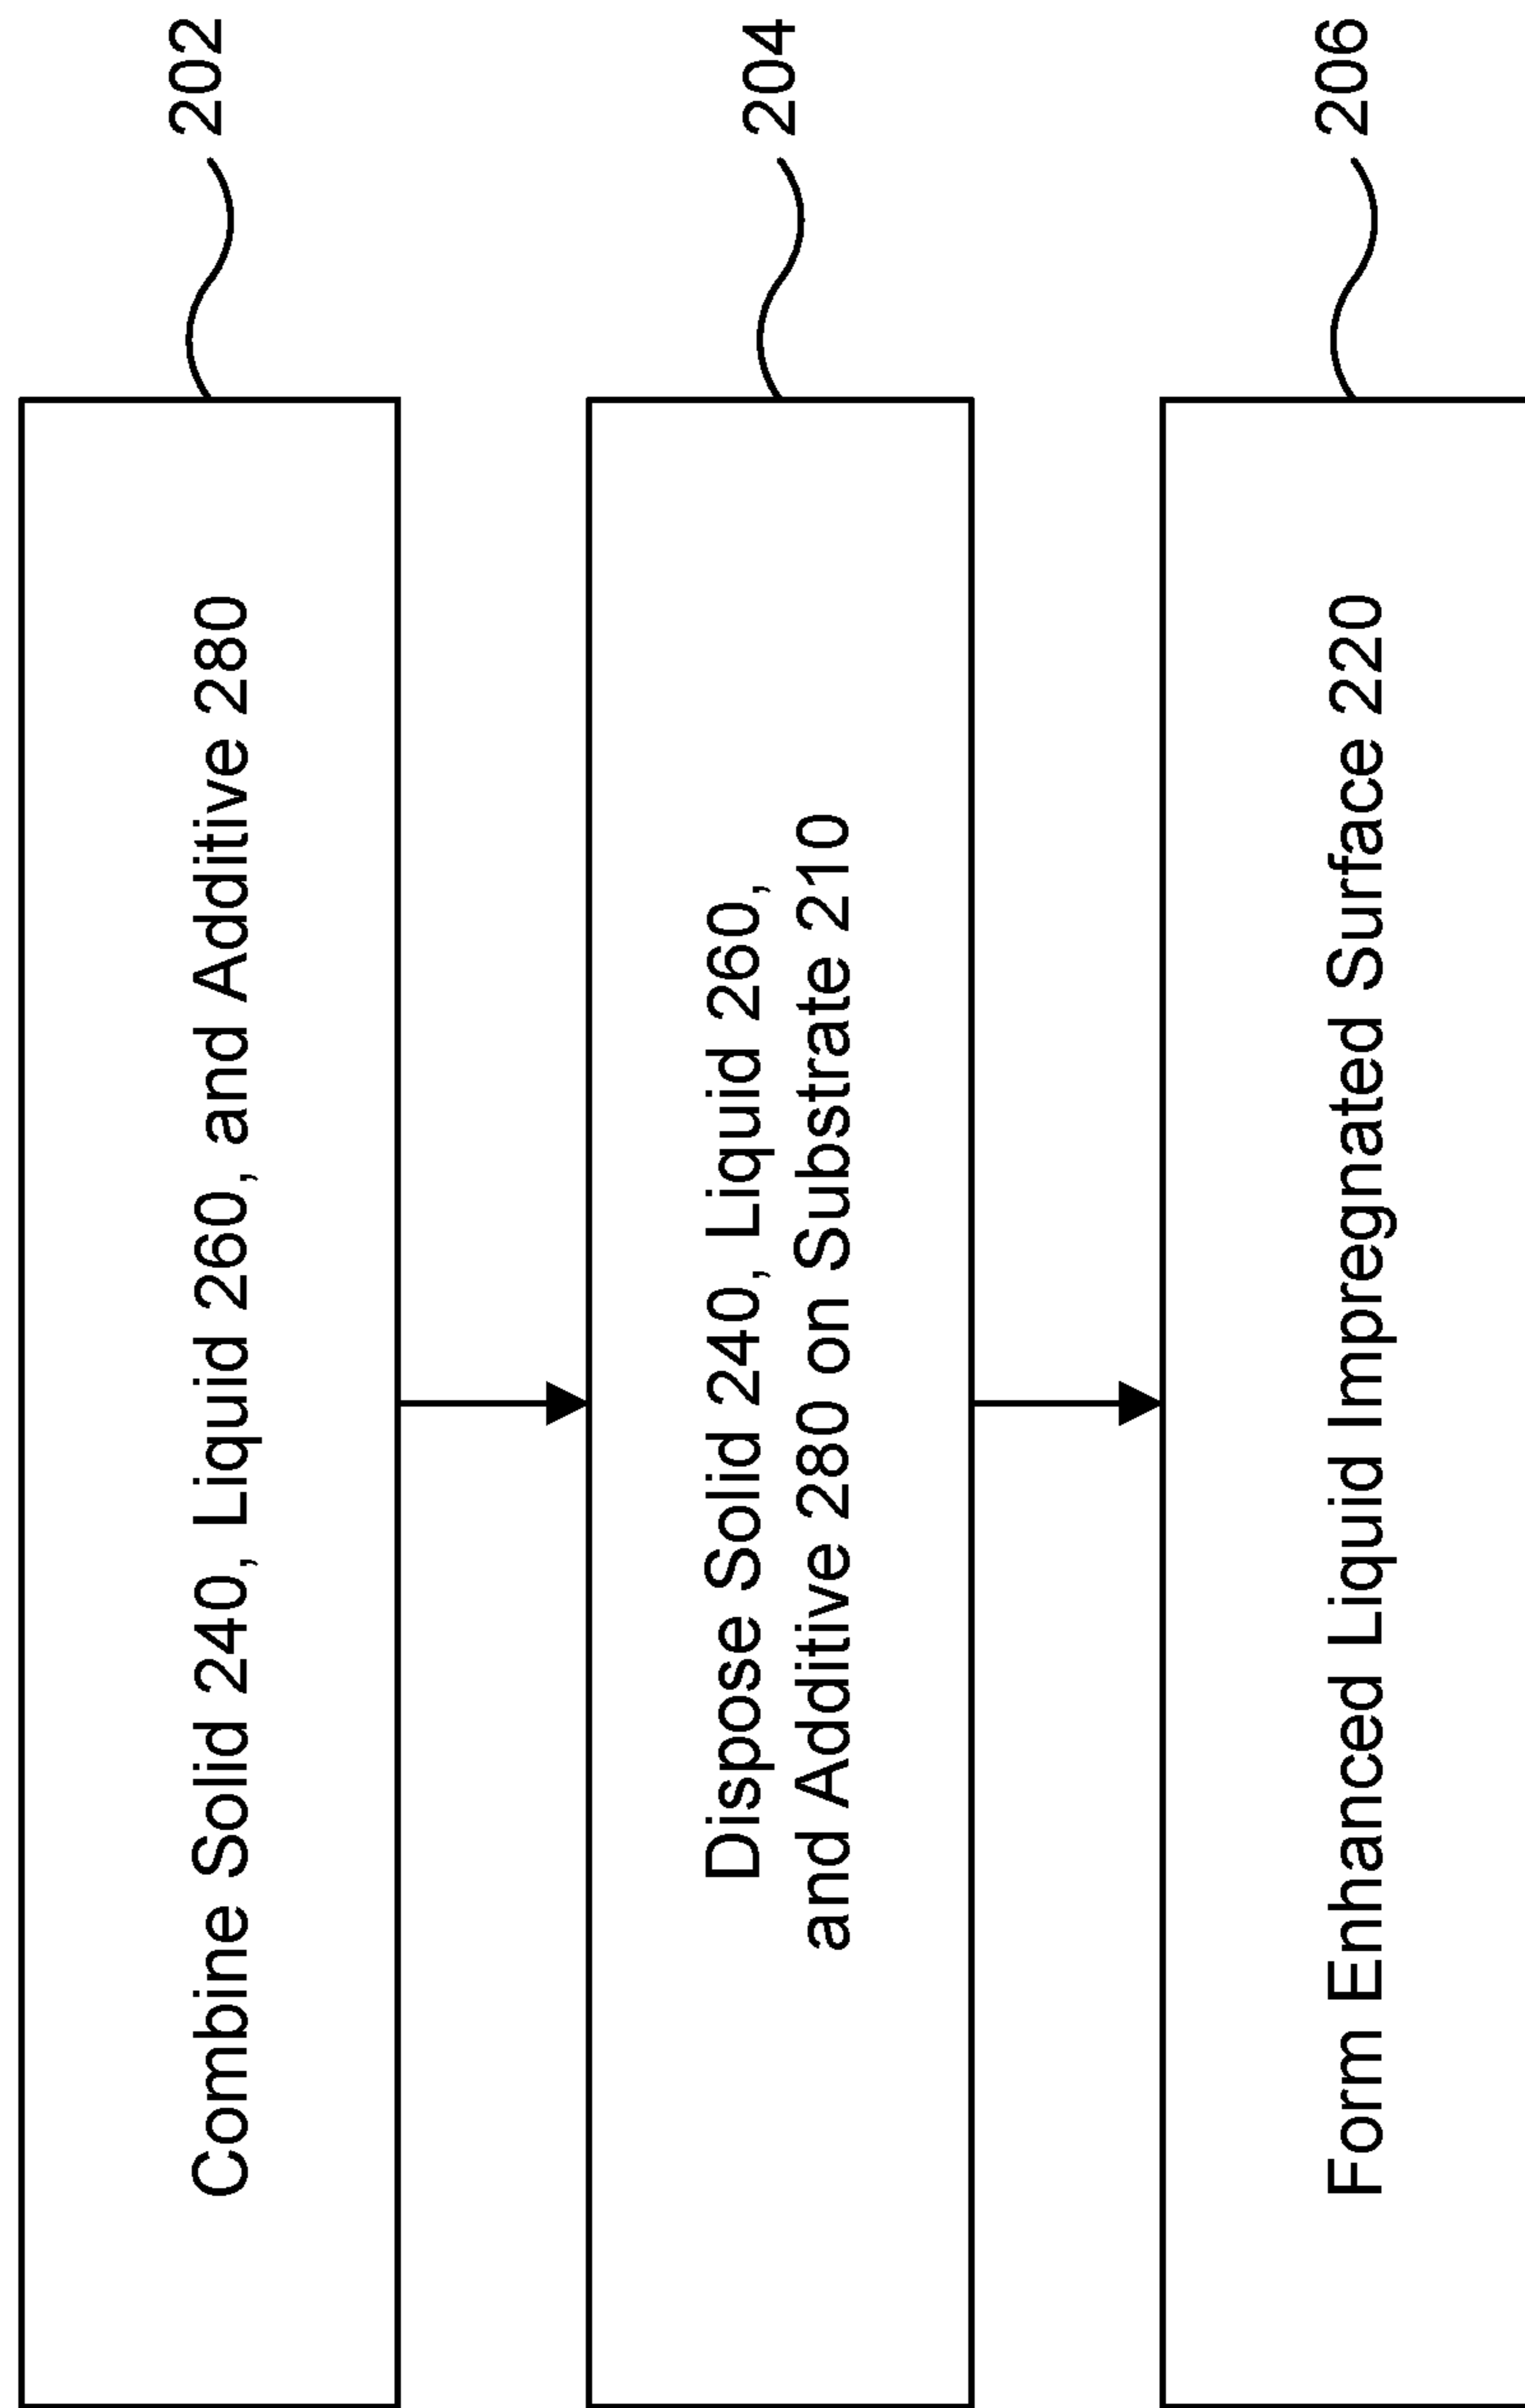 Combine Solid 240, Liquid 260, and Additive 280
202
Dispose Solid 240, Liquid 260,
and Additive 280 on Substrate 210
204
Form Enhanced Liquid Impregnated Surface 220
206